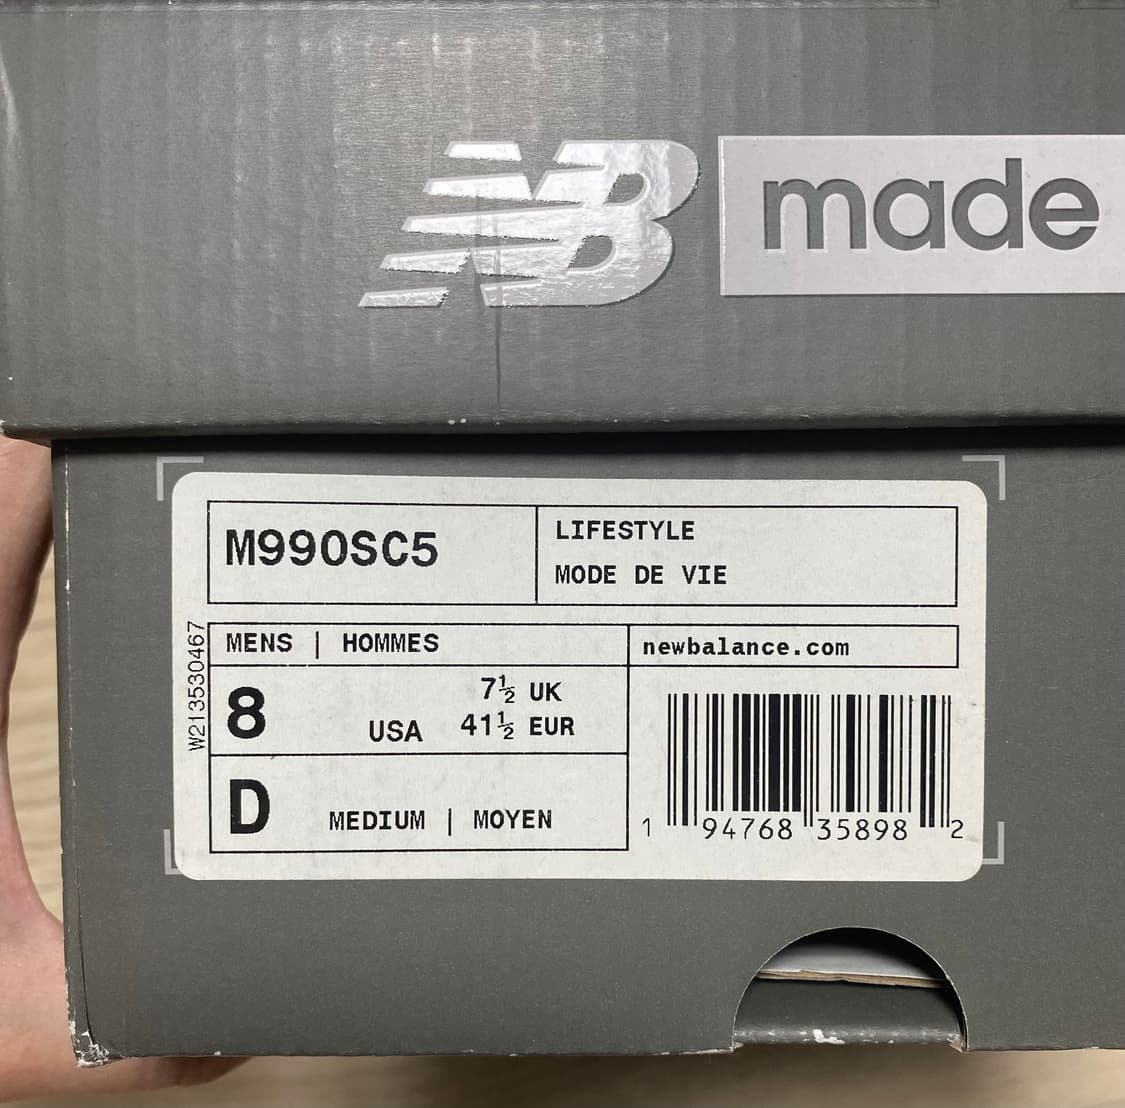 NB made
M990SC5
LIFESTYLE
MODE DE VIE
MENS | HOMMES
newbalance.com
W213530467
8 USA
7½ UK
41½ EUR
D MEDIUM | MOYEN
1 94768 35898 2